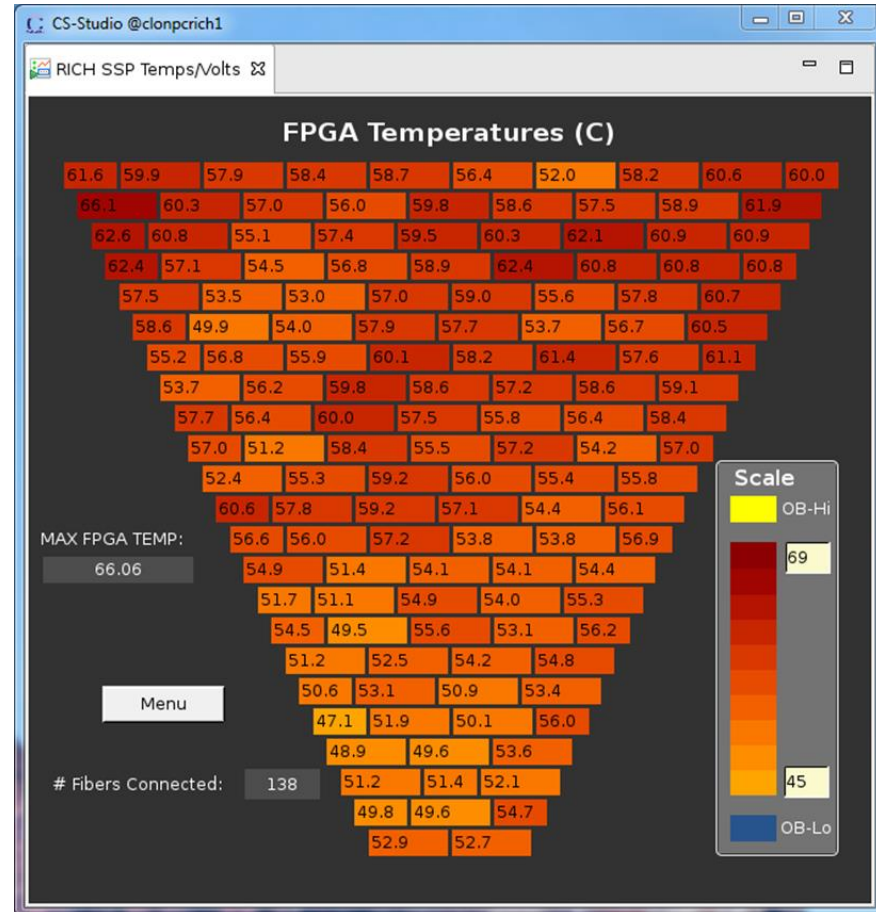 CS-Studio @clonpcrich1
RICH SSP Temps/Volts
FPGA Temperatures (C)
61.6 59.9 57.9 58.4 58.7 56.4 52.0 58.2 60.6 60.0
66.1 60.3 57.0 56.0 59.8 58.6 57.5 58.9 61.9
62.6 60.8 55.1 57.4 59.5 60.3 62.1 60.9 60.9
62.4 57.1 54.5 56.8 58.9 62.4 60.8 60.8 60.8
57.5 53.5 53.0 57.0 59.0 55.6 57.8 60.7
58.6 49.9 54.0 57.9 57.7 53.7 56.7 60.5
55.2 56.8 55.9 60.1 58.2 61.4 57.6 61.1
53.7 56.2 59.8 58.6 57.2 58.6 59.1
57.7 56.4 60.0 57.5 55.8 56.4 58.4
57.0 51.2 58.4 55.5 57.2 54.2 57.0
52.4 55.3 59.2 56.0 55.4 55.8
60.6 57.8 59.2 57.1 54.4 56.1
56.6 56.0 57.2 53.8 53.8 56.9
54.9 51.4 54.1 54.1 54.4
51.7 51.1 54.9 54.0 55.3
54.5 49.5 55.6 53.1 56.2
51.2 52.5 54.2 54.8
50.6 53.1 50.9 53.4
47.1 51.9 50.1 56.0
48.9 49.6 53.6
51.2 51.4 52.1
49.8 49.6 54.7
52.9 52.7
MAX FPGA TEMP:
66.06
Menu
# Fibers Connected: 138
Scale
OB-Hi
69
45
OB-Lo